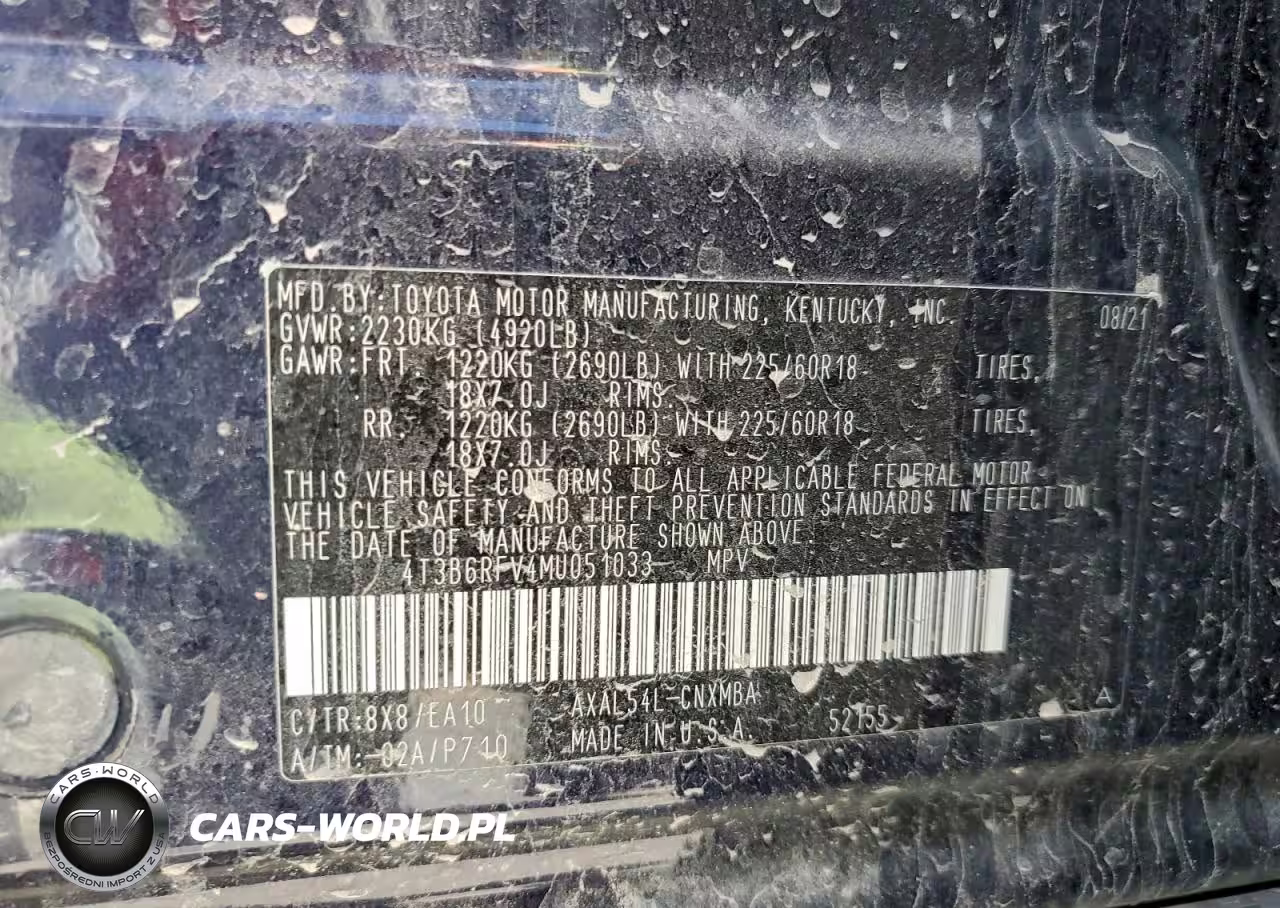 MFD.BY:TOYOTA MOTOR MANUFACTURING, KENTUCKY, INC. 08/21
GVWR:2230KG (4920LB)
GAWR:FRT. 1220KG (2690LB) WITH 225/60R18 TIRES,
18X7.0J RIMS.
RR. 1220KG (2690LB) WITH 225/60R18 TIRES,
18X7.0J RIMS.
THIS VEHICLE CONFORMS TO ALL APPLICABLE FEDERAL MOTOR
VEHICLE SAFETY AND THEFT PREVENTION STANDARDS IN EFFECT ON
THE DATE OF MANUFACTURE SHOWN ABOVE.
4T3B6RFV4MU051033 MPV
C/TR:8X8/EA10 AXAL54L-CNXMBA
A/TM:-02A/P710 MADE IN U.S.A. 52155
CARS-WORLD
CW
BEZPOŚREDNI IMPORT Z USA
CARS-WORLD.PL